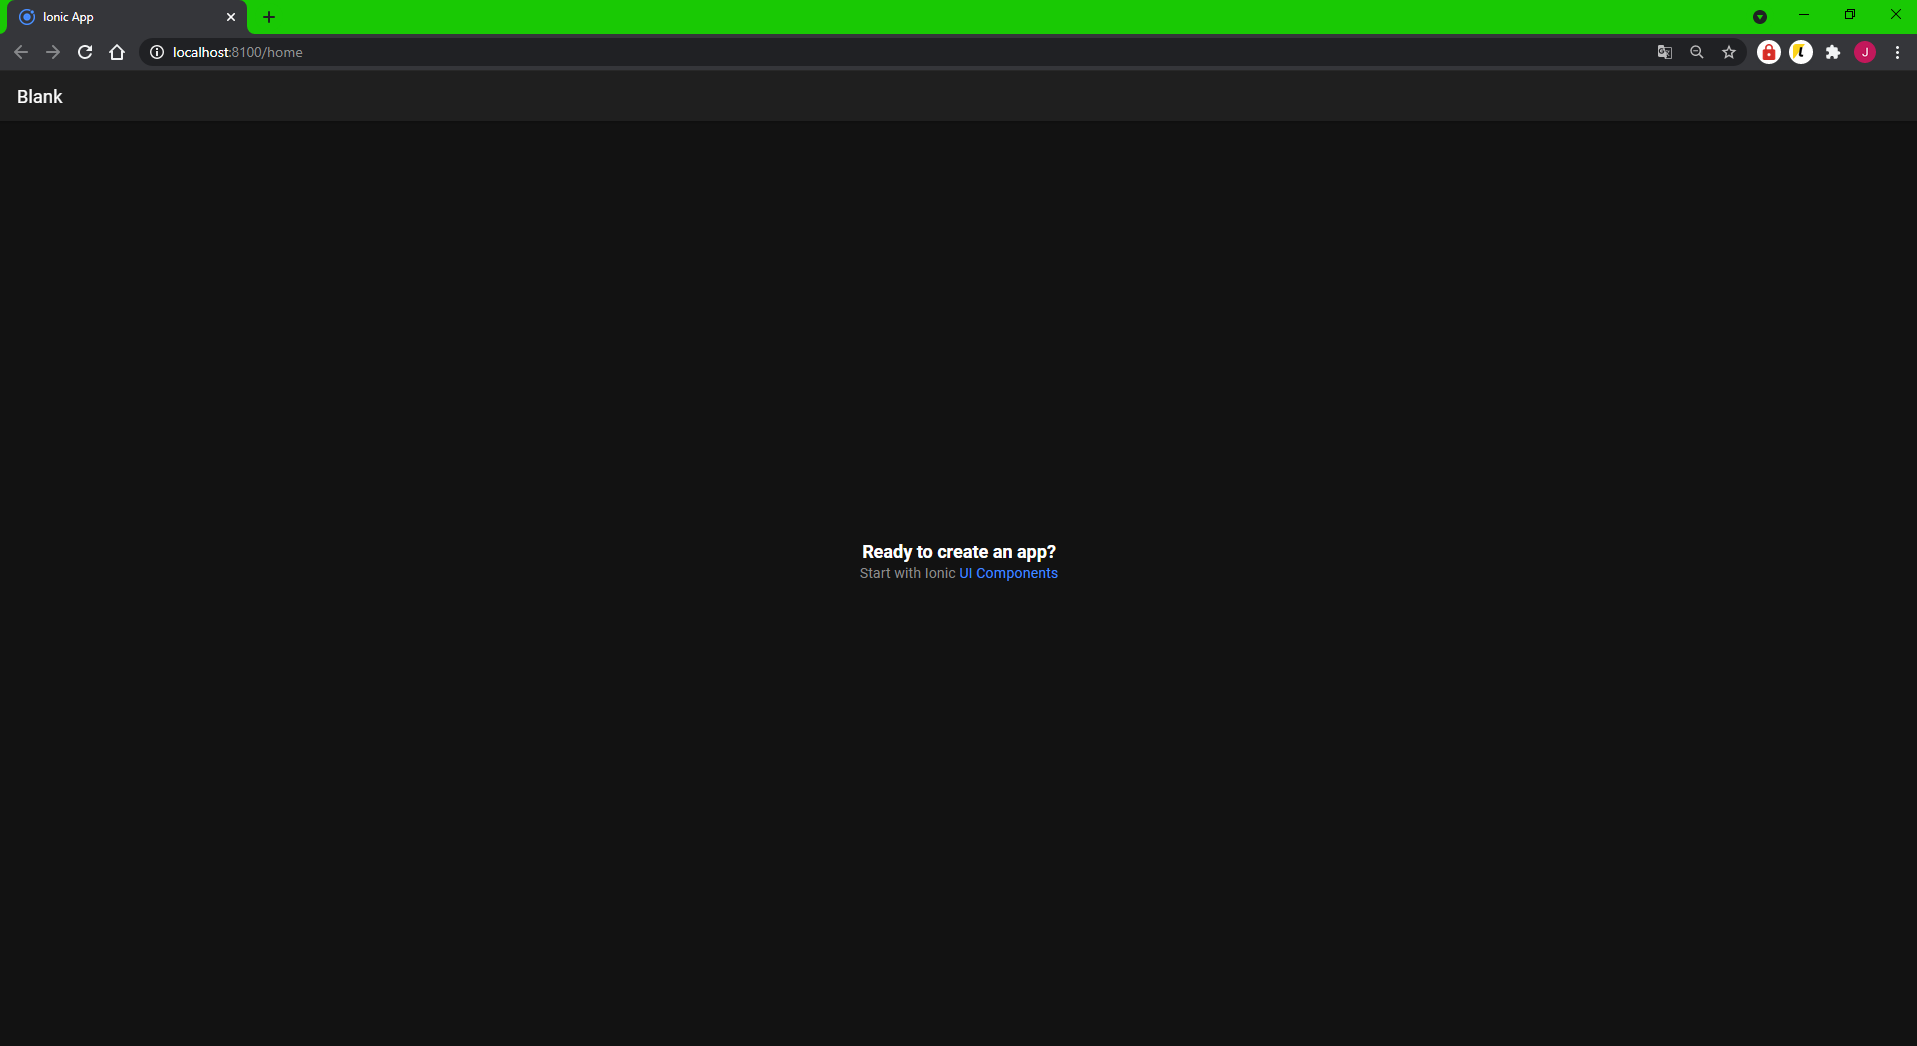 Ionic App
localhost:8100/home
J
Blank
Ready to create an app?
Start with Ionic UI Components